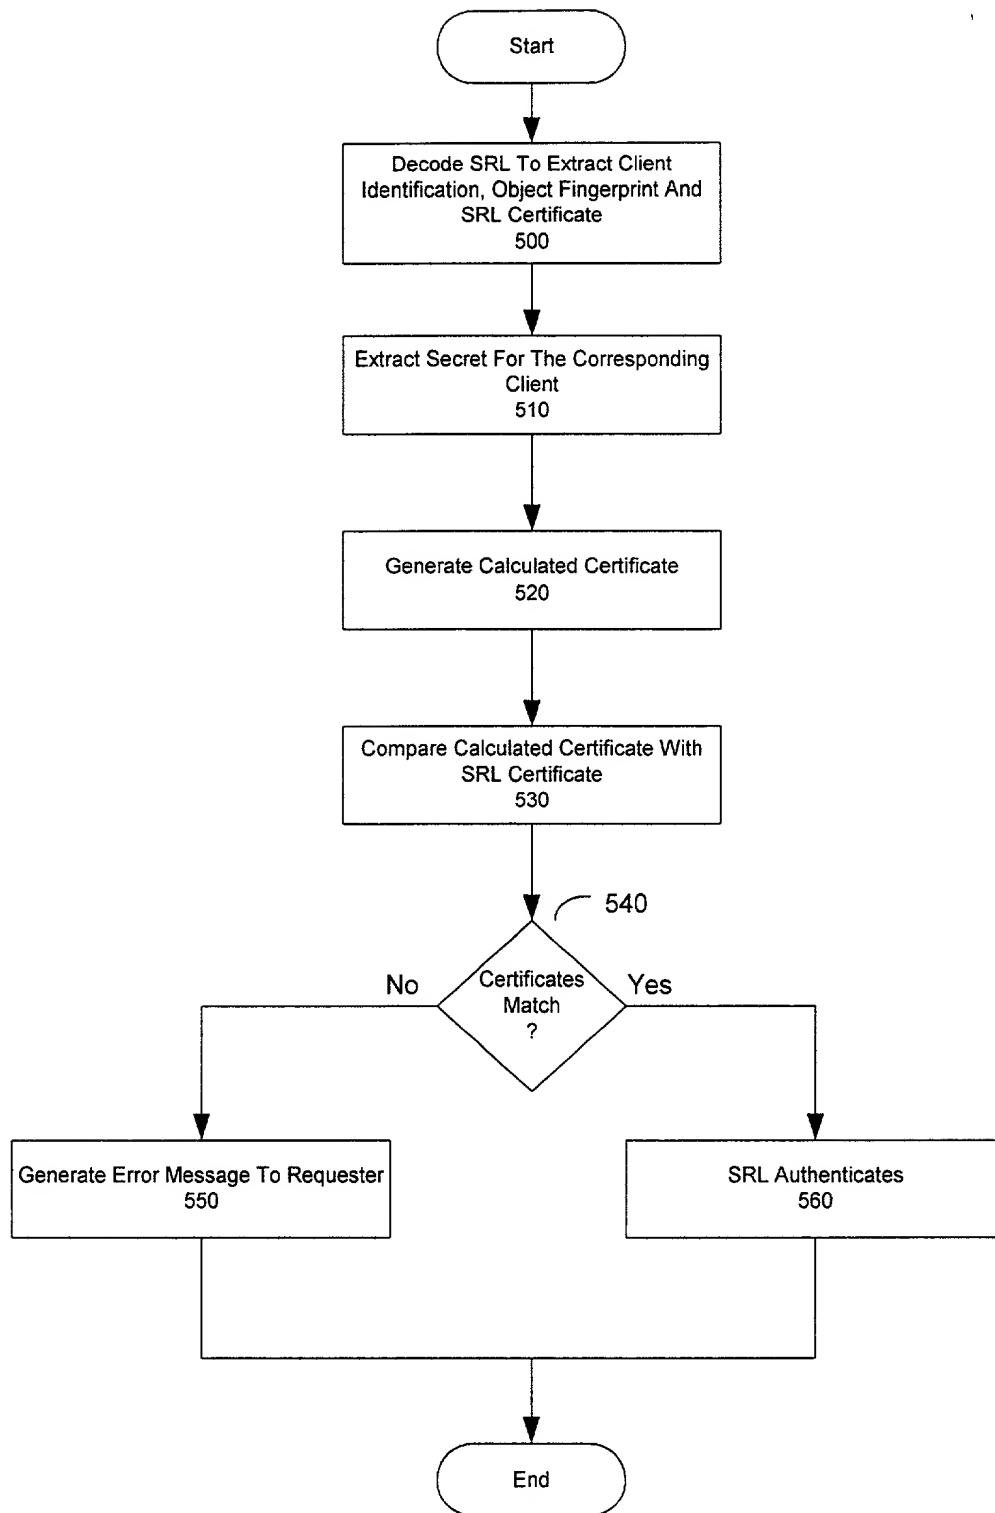 Start
Decode SRL To Extract Client
Identification, Object Fingerprint And
SRL Certificate
500
Extract Secret For The Corresponding
Client
510
Generate Calculated Certificate
520
Compare Calculated Certificate With
SRL Certificate
530
540
No
Certificates
Match
?
Yes
Generate Error Message To Requester
550
SRL Authenticates
560
End